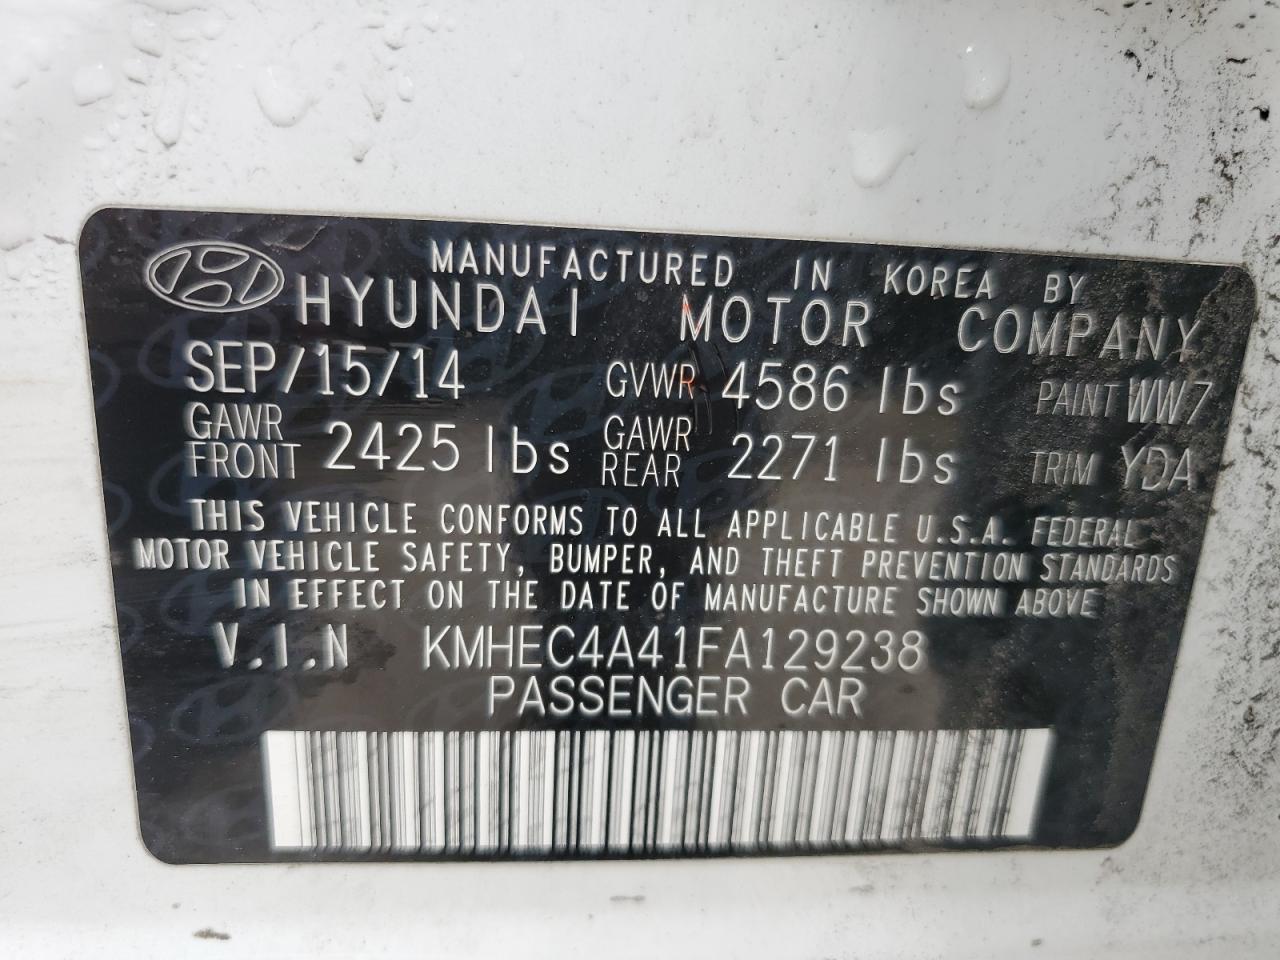 MANUFACTURED IN KOREA BY
HYUNDAI MOTOR COMPANY
SEP/15/14 GVWR 4586 lbs PAINT WW7
GAWR FRONT 2425 lbs GAWR REAR 2271 lbs TRIM YDA
THIS VEHICLE CONFORMS TO ALL APPLICABLE U.S.A. FEDERAL
MOTOR VEHICLE SAFETY, BUMPER, AND THEFT PREVENTION STANDARDS
IN EFFECT ON THE DATE OF MANUFACTURE SHOWN ABOVE
V.I.N KMHEC4A41FA129238
PASSENGER CAR